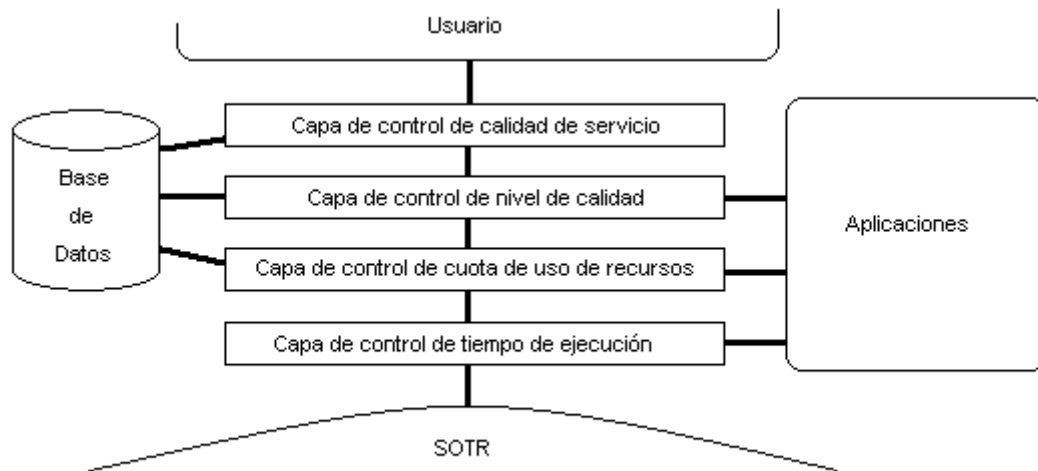 Usuario
Capa de control de calidad de servicio
Base
de
Datos
Capa de control de nivel de calidad
Aplicaciones
Capa de control de cuota de uso de recursos
Capa de control de tiempo de ejecución
SOTR